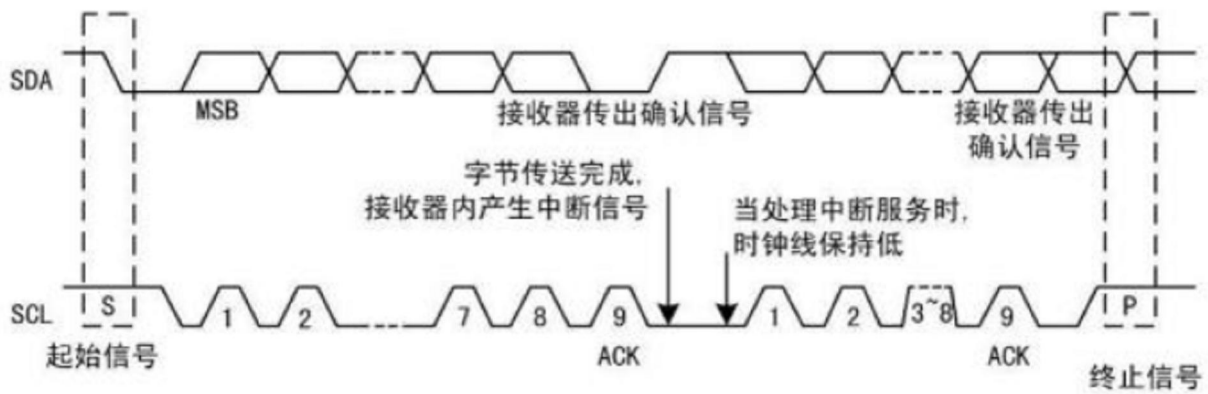 SDA
MSB
接收器传出确认信号
接收器传出
确认信号
字节传送完成,
接收器内产生中断信号
当处理中断服务时,
时钟线保持低
SCL
S
1
2
7
8
9
1
2
3~8
9
P
起始信号
ACK
ACK
终止信号